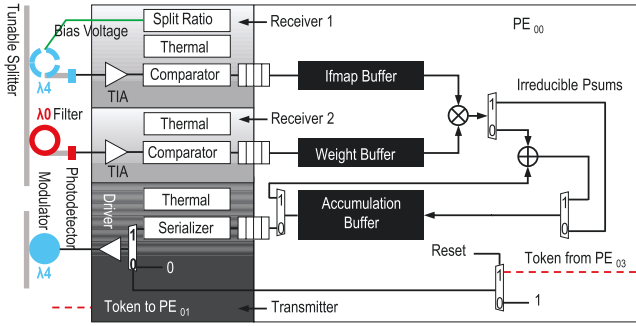 Tunable Splitter
Bias Voltage
Split Ratio
Receiver 1
PE 00
Thermal
λ4
TIA
Comparator
Ifmap Buffer
Irreducible Psums
1
0
λ0 Filter
Thermal
Receiver 2
TIA
Comparator
Weight Buffer
Modulator
Photodetector
Driver
Thermal
Serializer
1
0
Accumulation
Buffer
1
0
λ4
1
0
0
Reset
Token from PE 03
1
0
1
Token to PE 01
Transmitter